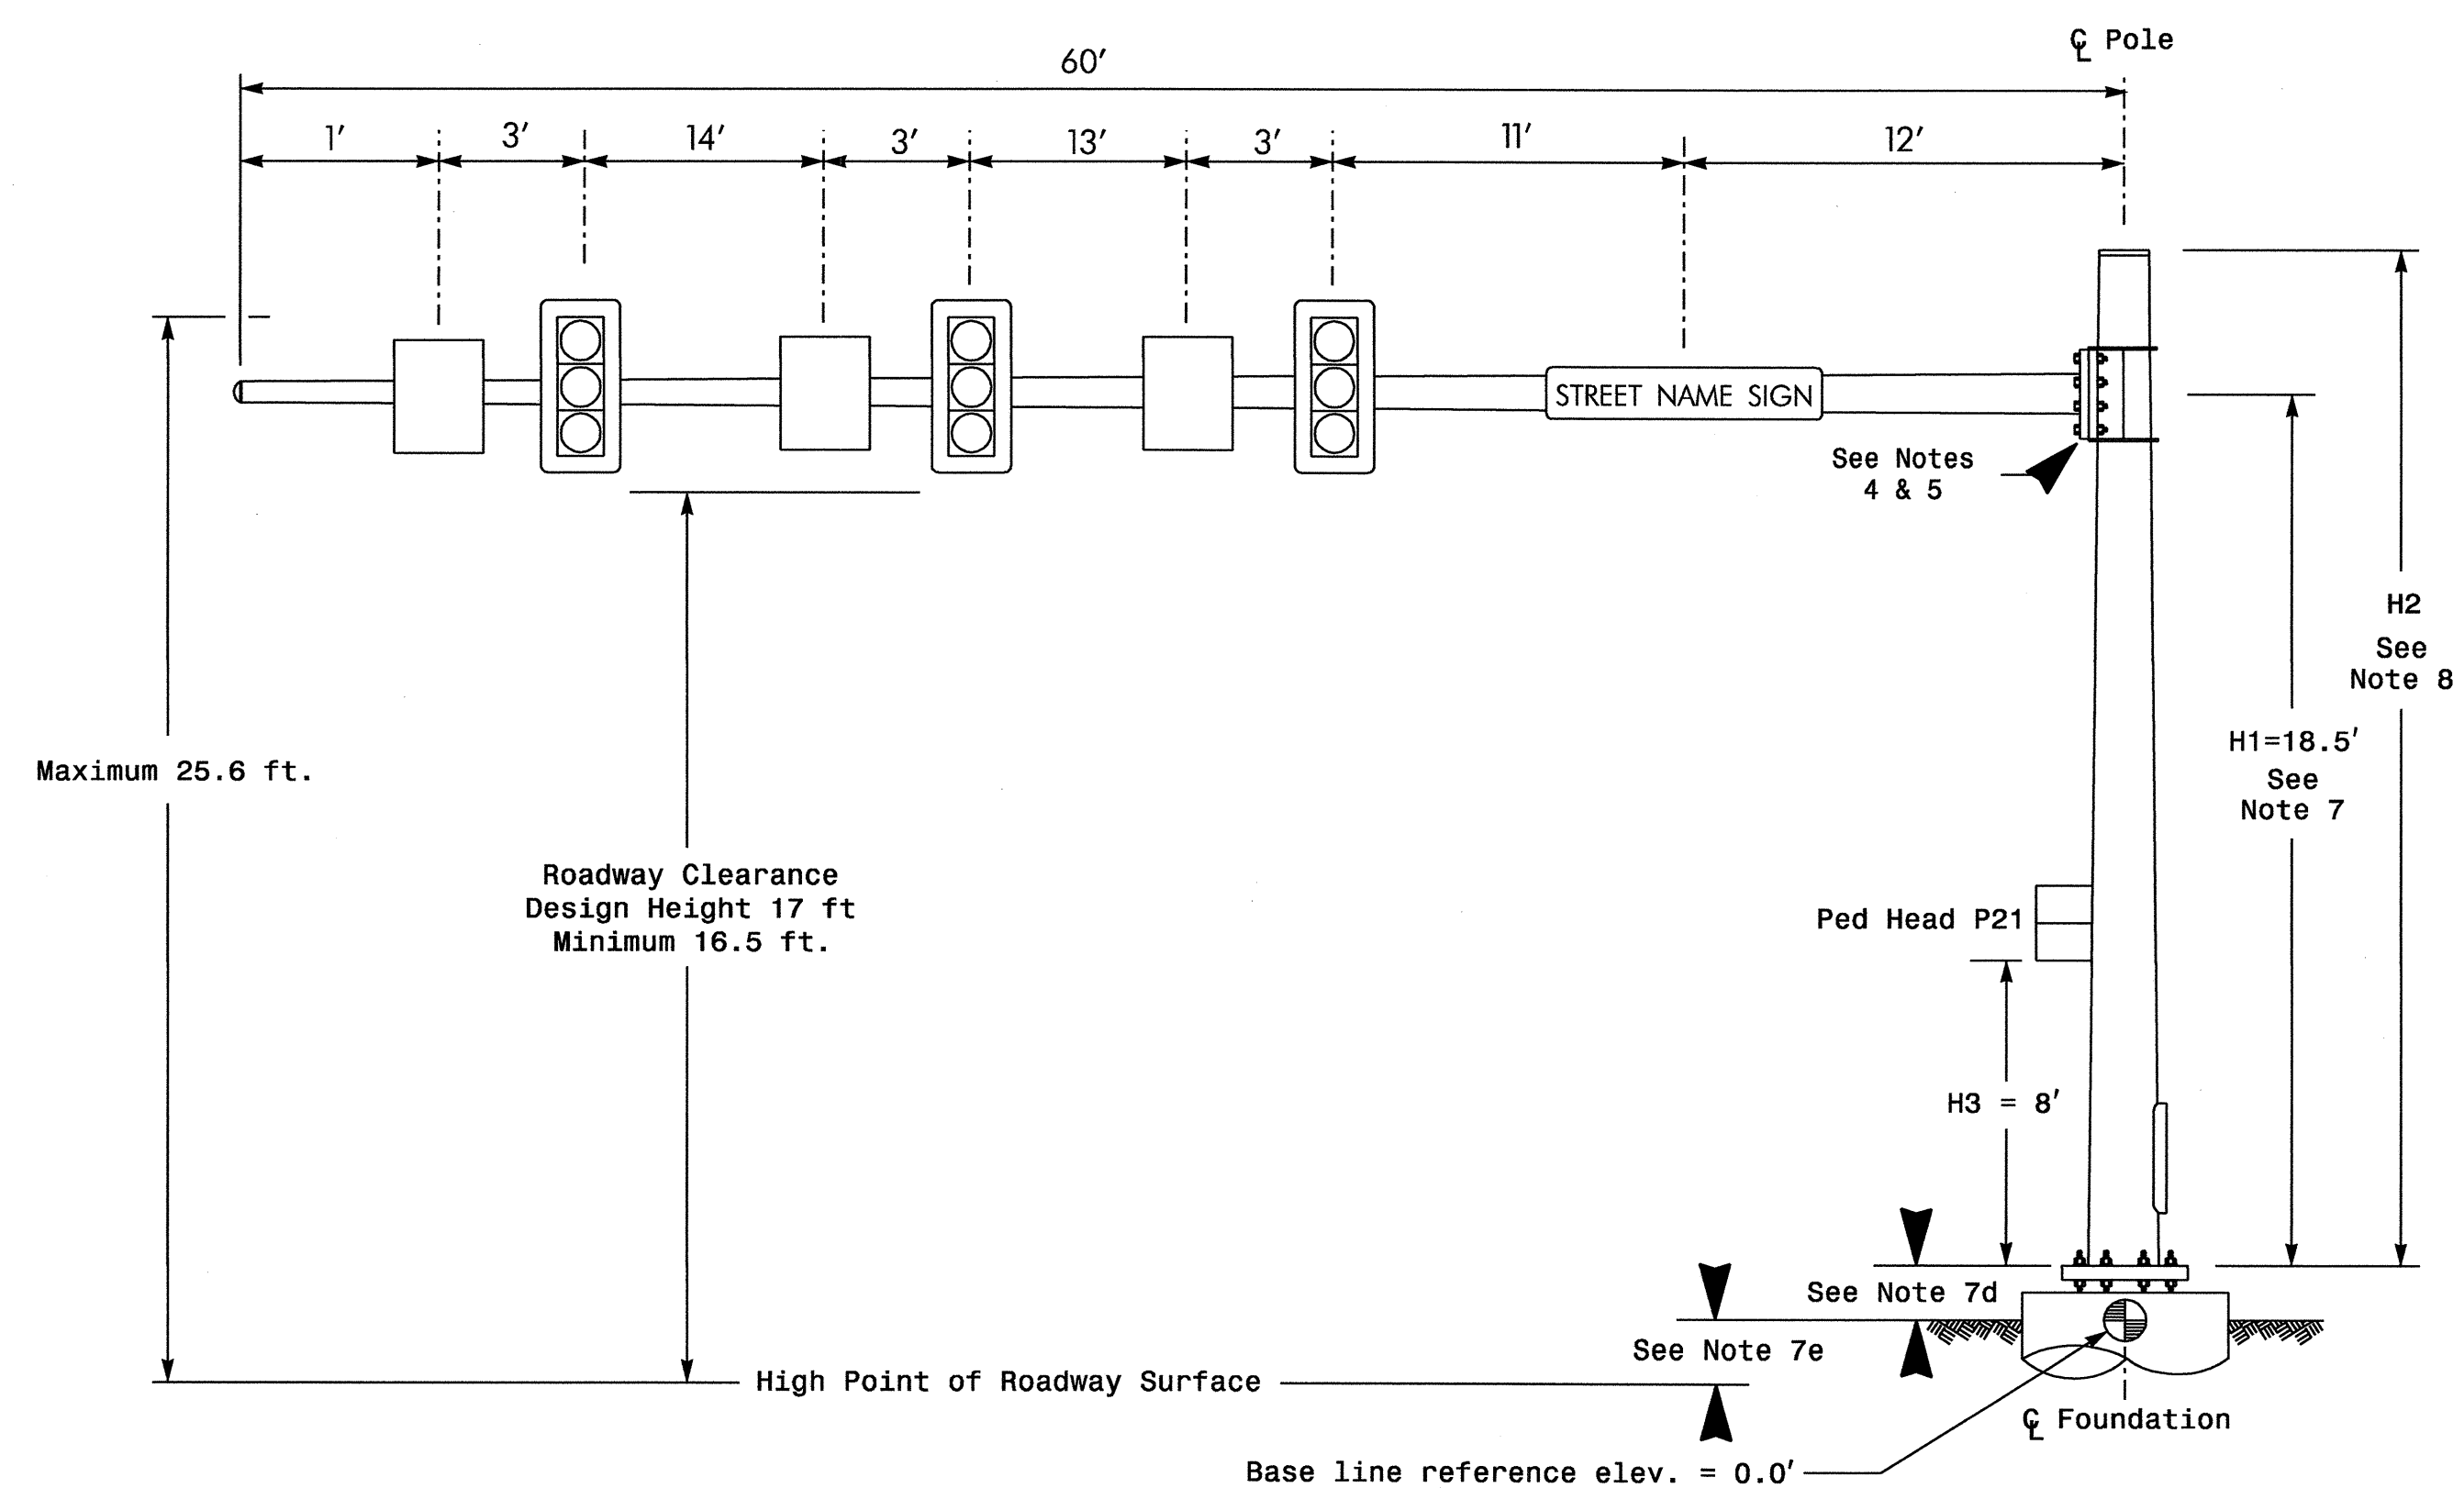 ℄ Pole
60'
1'
3'
14'
3'
13'
3'
11'
12'
STREET NAME SIGN
See Notes
4 & 5
H2
See
Note 8
H1=18.5'
See
Note 7
Maximum 25.6 ft.
Roadway Clearance
Design Height 17 ft
Minimum 16.5 ft.
Ped Head P21
H3 = 8'
See Note 7d
See Note 7e
High Point of Roadway Surface
℄ Foundation
Base line reference elev. = 0.0'